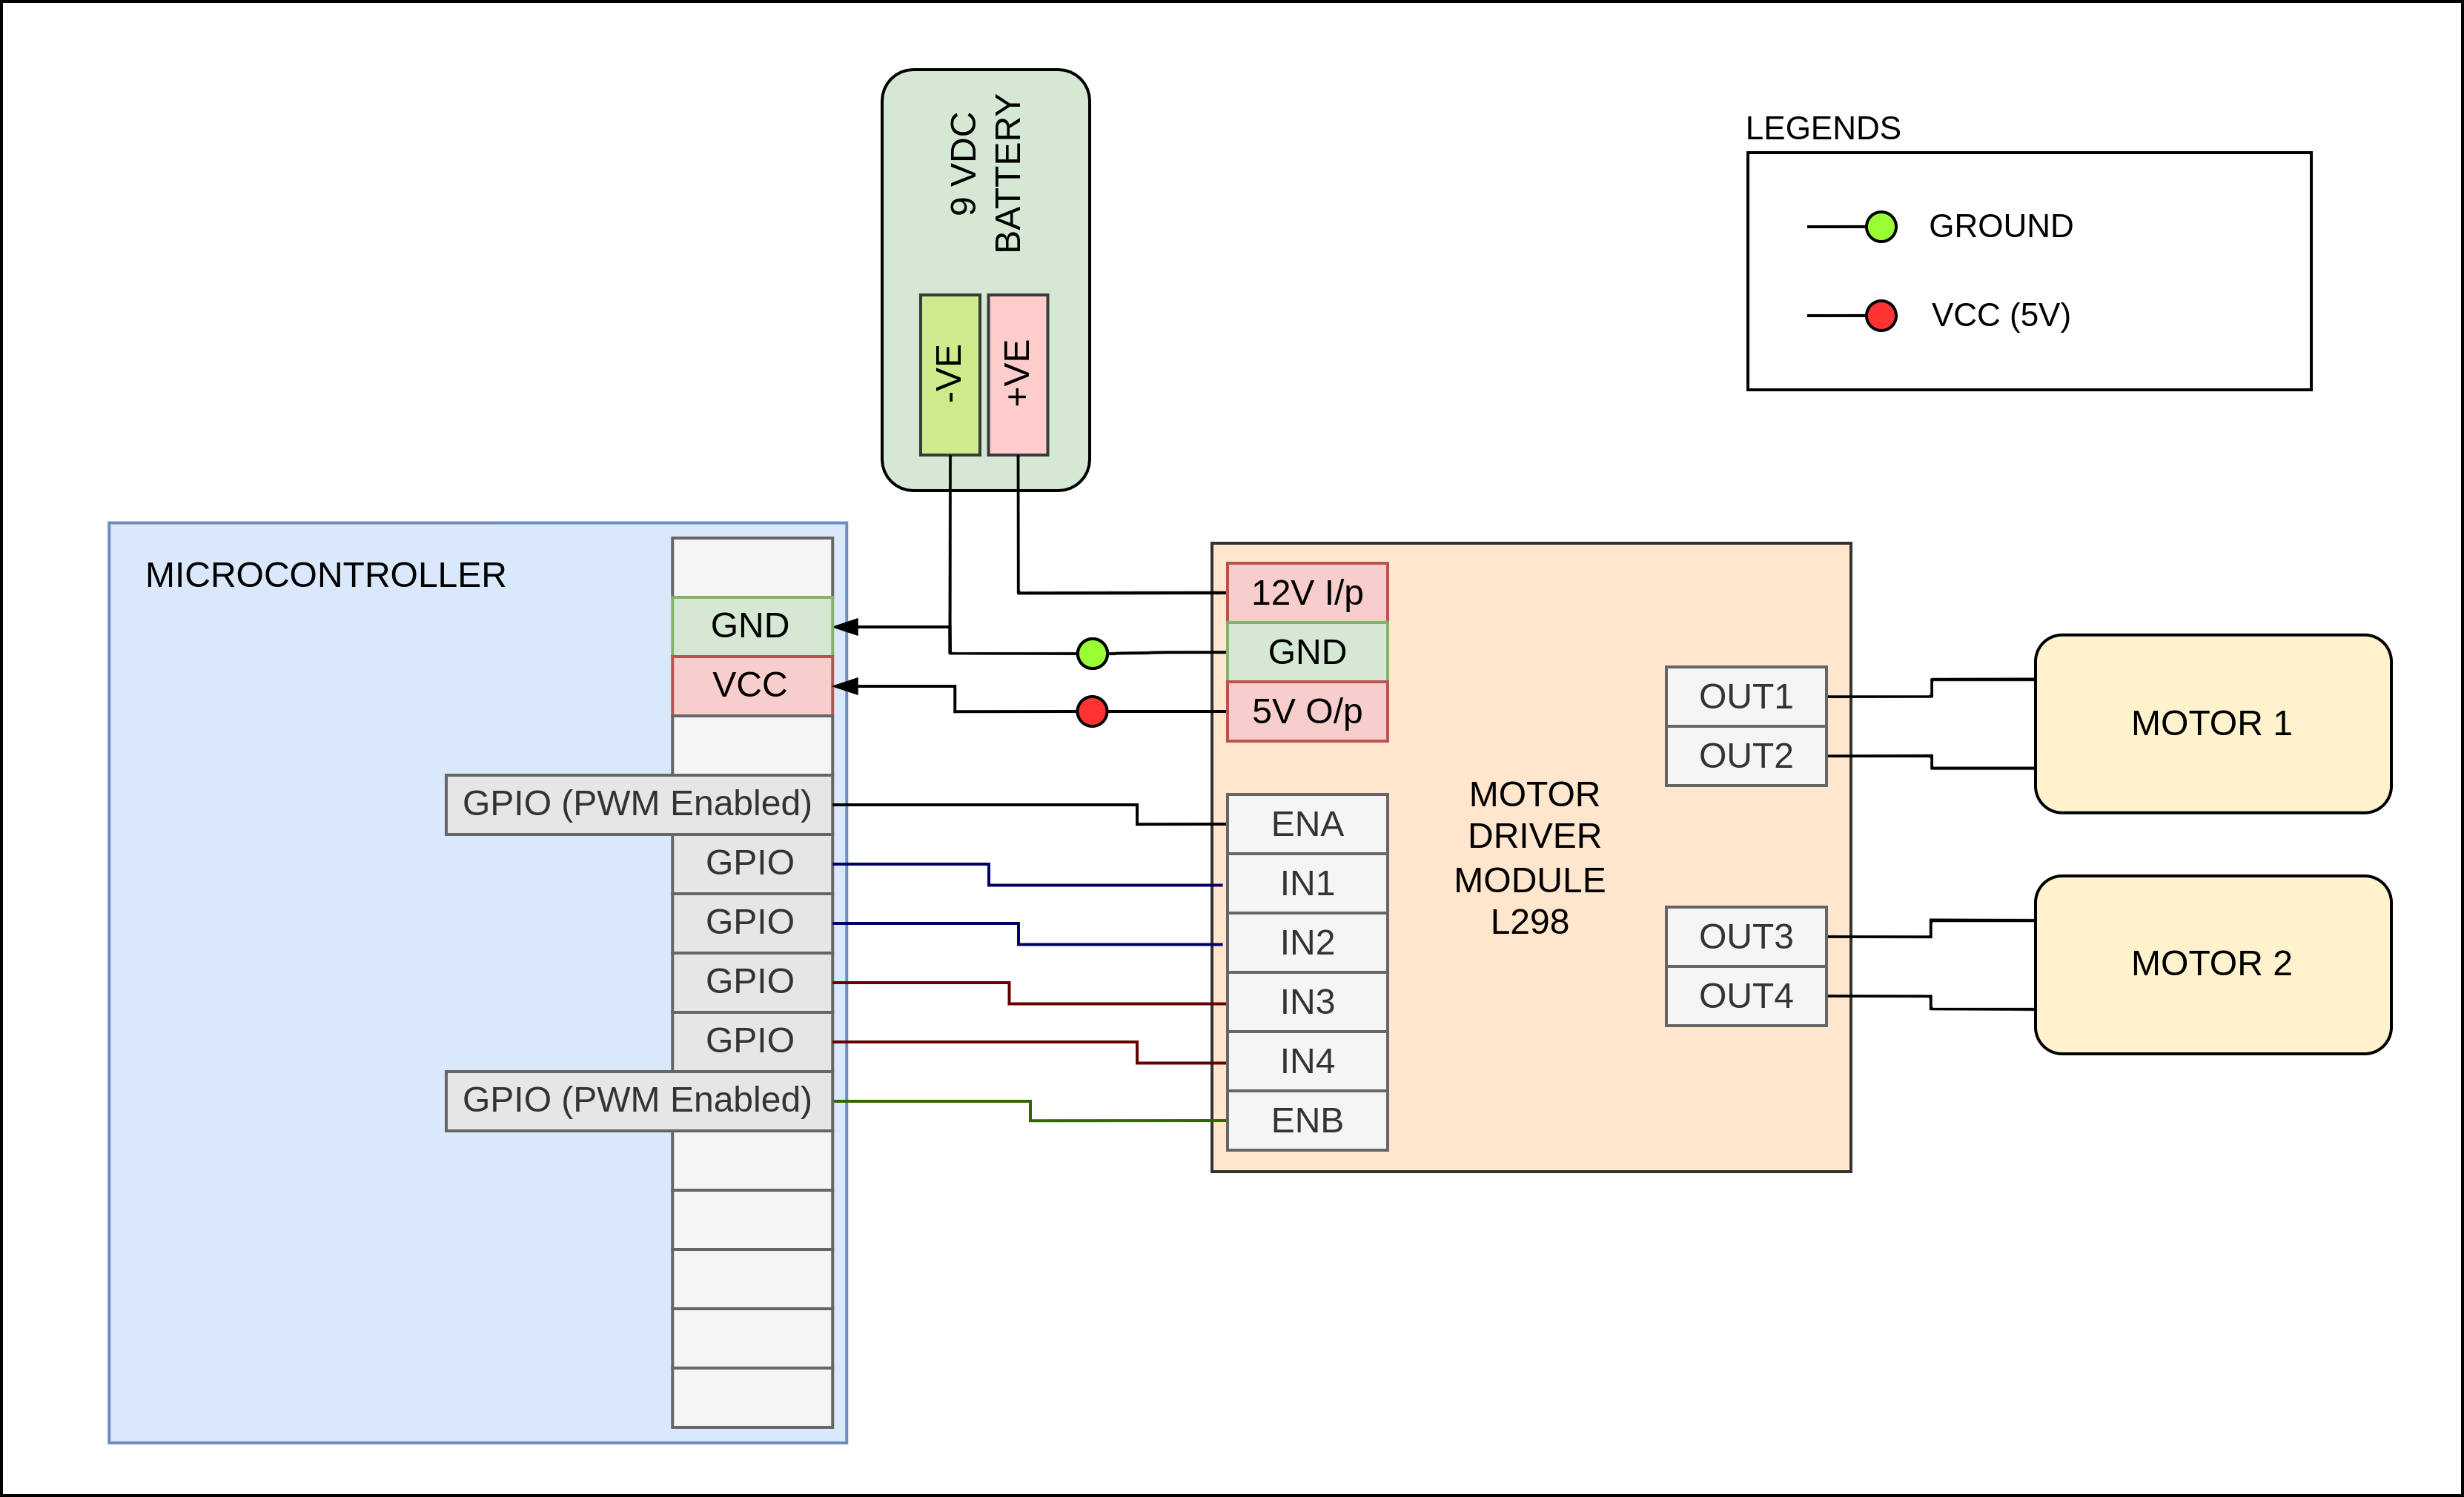 9 VDC
BATTERY
-VE
+VE
LEGENDS
GROUND
VCC (5V)
MICROCONTROLLER
GND
VCC
GPIO (PWM Enabled)
GPIO
GPIO
GPIO
GPIO
GPIO (PWM Enabled)
12V I/p
GND
5V O/p
ENA
IN1
IN2
IN3
IN4
ENB
MOTOR
DRIVER
MODULE
L298
OUT1
OUT2
OUT3
OUT4
MOTOR 1
MOTOR 2